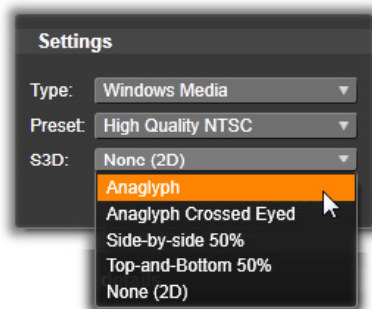 Settings
Type: Windows Media
Preset: High Quality NTSC
S3D: None (2D)
Anaglyph
Anaglyph Crossed Eyed
Side-by-side 50%
Top-and-Bottom 50%
None (2D)